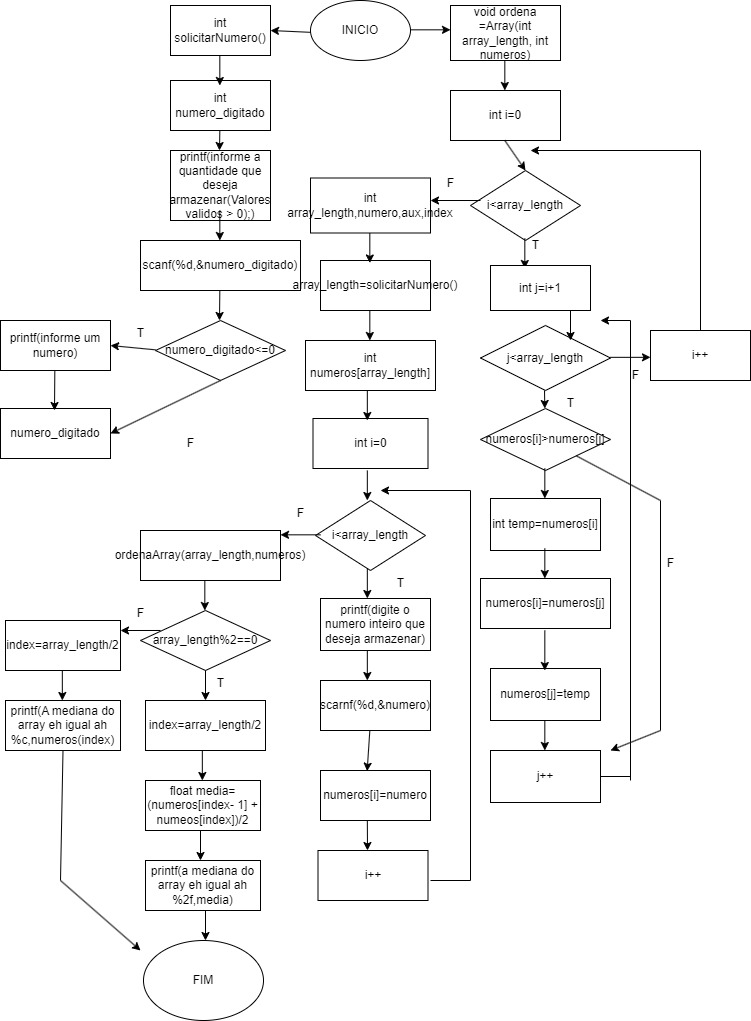 INICIO
int
solicitarNumero()
int
numero_digitado
printf(informe a
quantidade que
deseja
armazenar(Valores
validos > 0);)
scanf(%d,&numero_digitado)
numero_digitado<=0
T
printf(informe um
numero)
numero_digitado
F
void ordena
=Array(int
array_length, int
numeros)
int i=0
i<array_length
F
T
int j=i+1
j<array_length
F
i++
T
numeros[i]>numeros[j]
F
int temp=numeros[i]
numeros[i]=numeros[j]
numeros[j]=temp
j++
int
array_length,numero,aux,index
array_length=solicitarNumero()
int
numeros[array_length]
int i=0
i<array_length
F
T
printf(digite o
numero inteiro que
deseja armazenar)
scarnf(%d,&numero)
numeros[i]=numero
i++
ordenaArray(array_length,numeros)
array_length%2==0
F
index=array_length/2
printf(A mediana do
array eh igual ah
%c,numeros(index)
T
index=array_length/2
float media=
(numeros[index- 1] +
numeos[index])/2
printf(a mediana do
array eh igual ah
%2f,media)
FIM